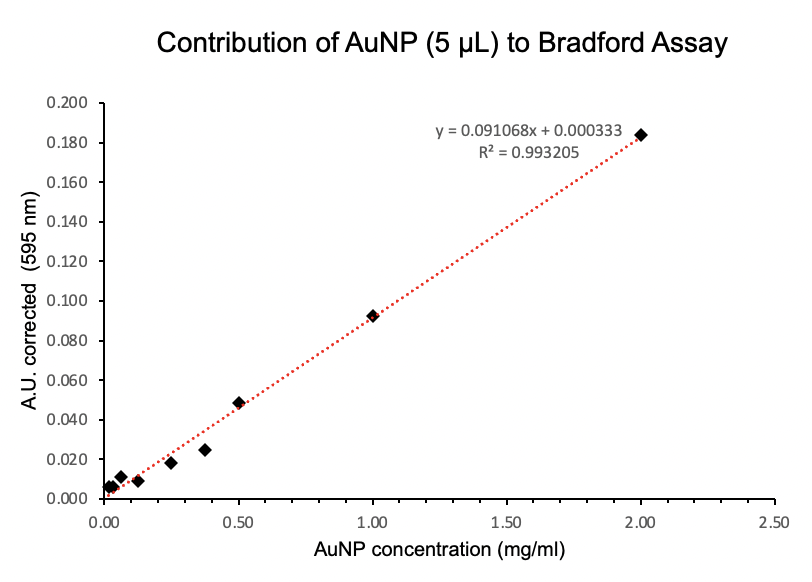 Contribution of AuNP (5 µL) to Bradford Assay
y = 0.091068x + 0.000333
R² = 0.993205
A.U. corrected (595 nm)
0.200
0.180
0.160
0.140
0.120
0.100
0.080
0.060
0.040
0.020
0.000
0.00 0.50 1.00 1.50 2.00 2.50
AuNP concentration (mg/ml)